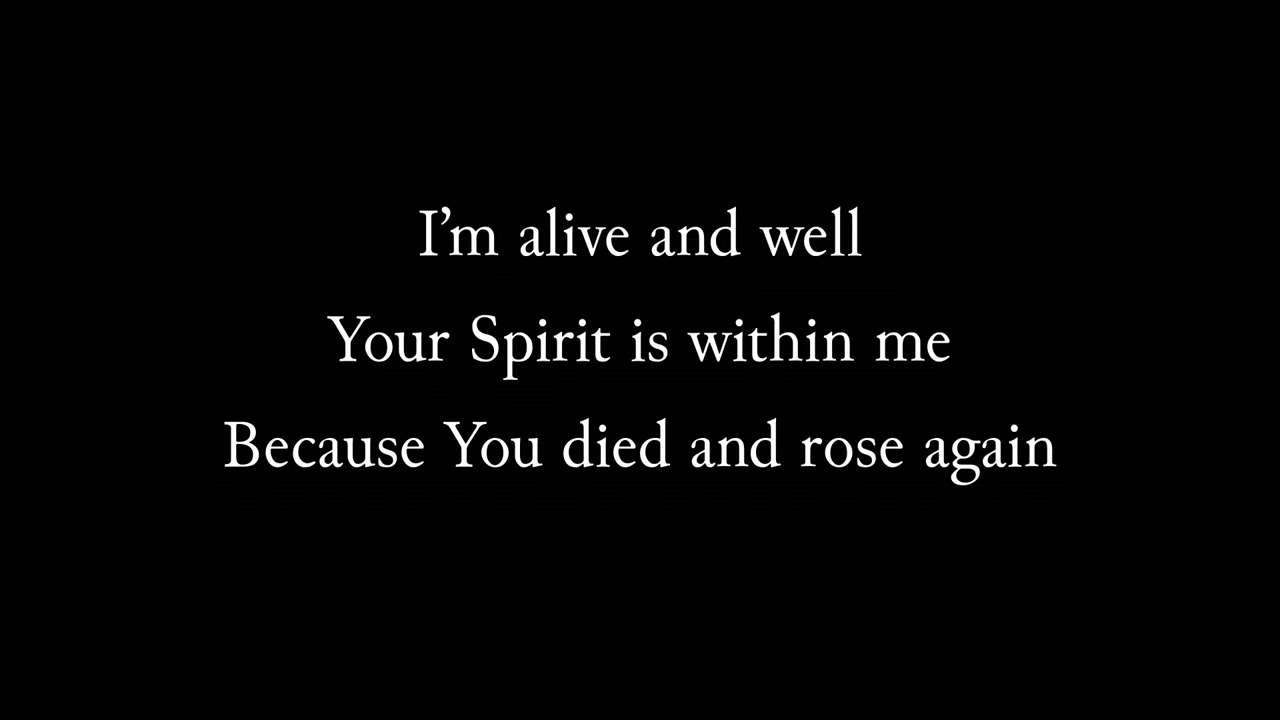 I’m alive and well
Your Spirit is within me
Because You died and rose again